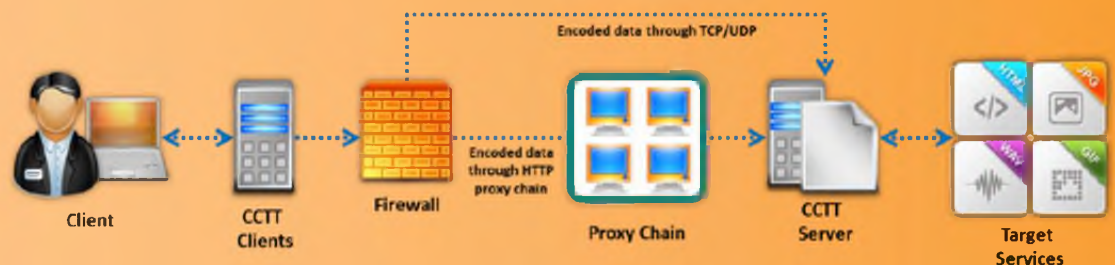 Encoded data through TCP/UDP
HTML
JPG
WAV
GIF
</>
Encoded data
through HTTP
proxy chain
Client
CCTT
Clients
Firewall
Proxy Chain
CCTT
Server
Target
Services